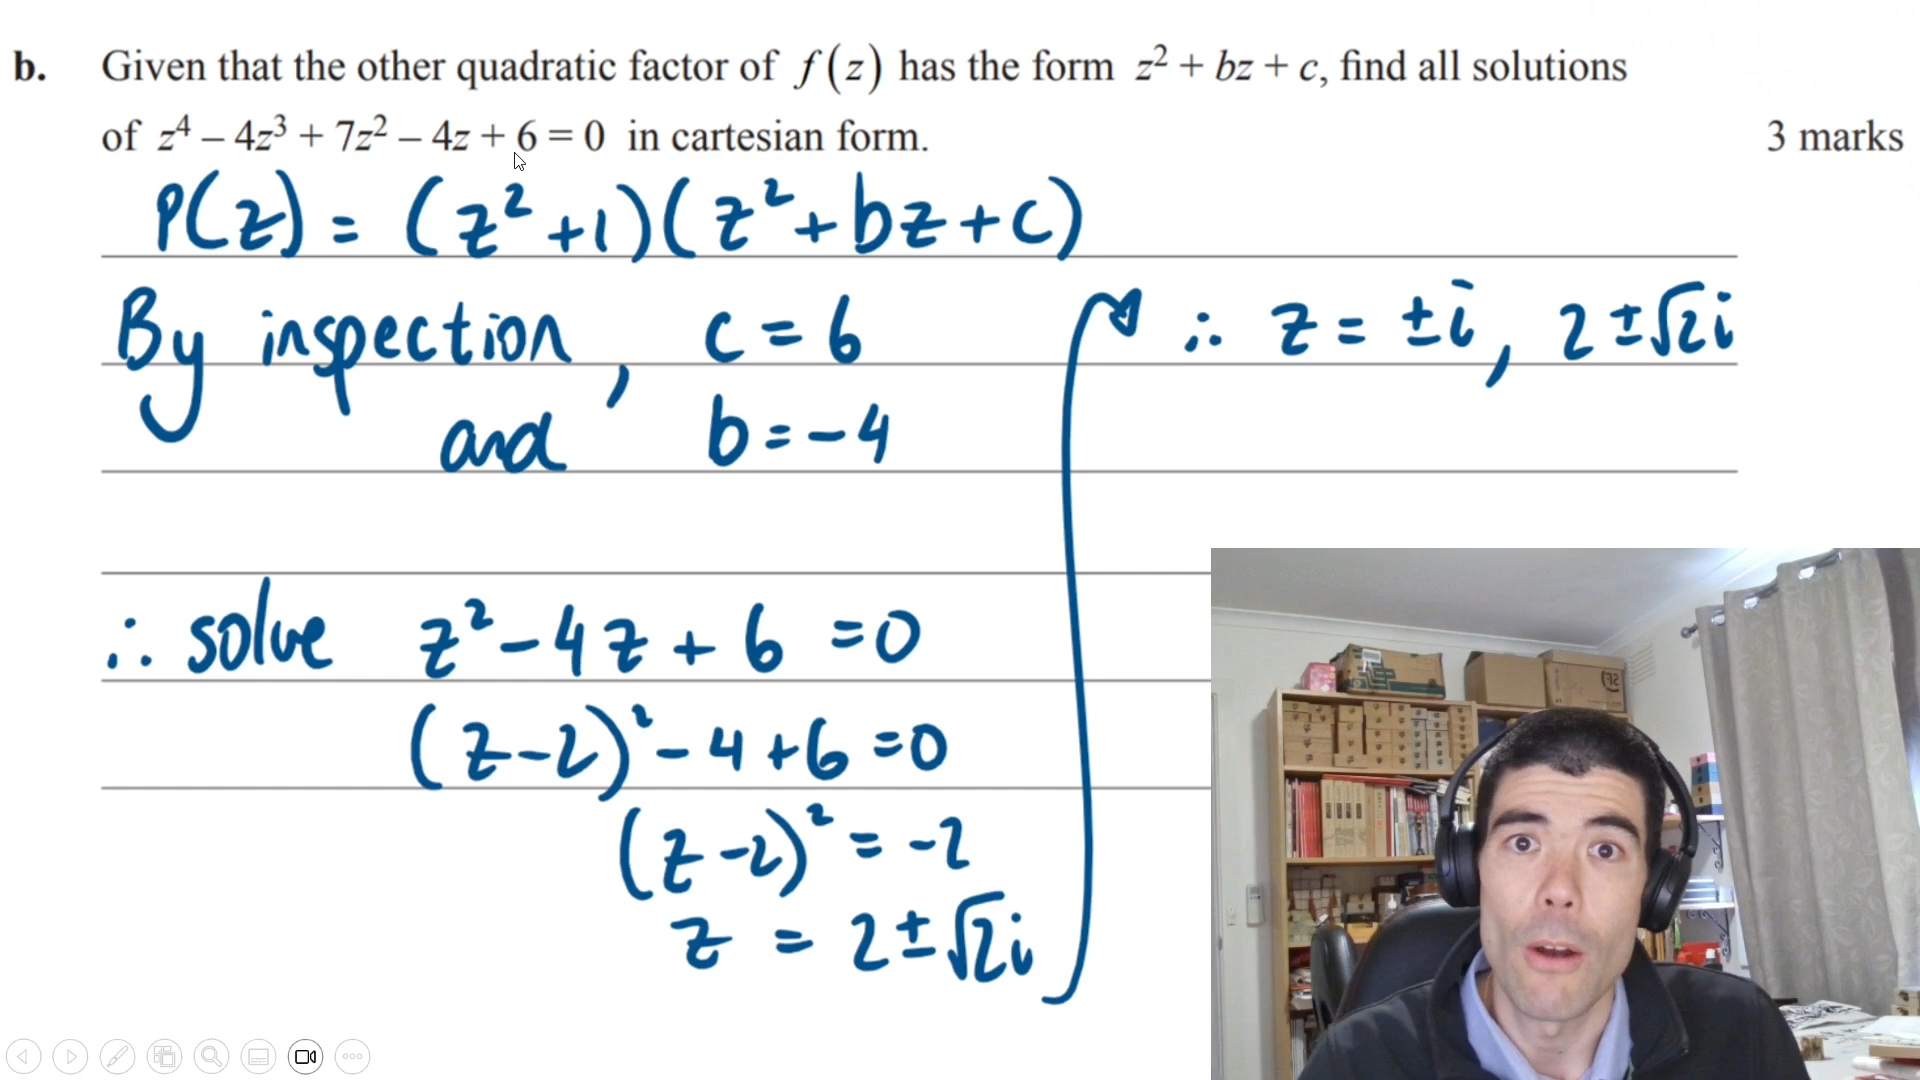 b. Given that the other quadratic factor of f(z) has the form z² + bz + c, find all solutions
of z⁴ – 4z³ + 7z² – 4z + 6 = 0 in cartesian form. 3 marks
P(z) = (z² + 1)(z² + bz + c)
By inspection, c = 6
and b = -4
∴ solve z² - 4z + 6 = 0
(z-2)² - 4 + 6 = 0
(z-2)² = -2
z = 2 ± √2i
∴ z = ±i, 2 ± √2i